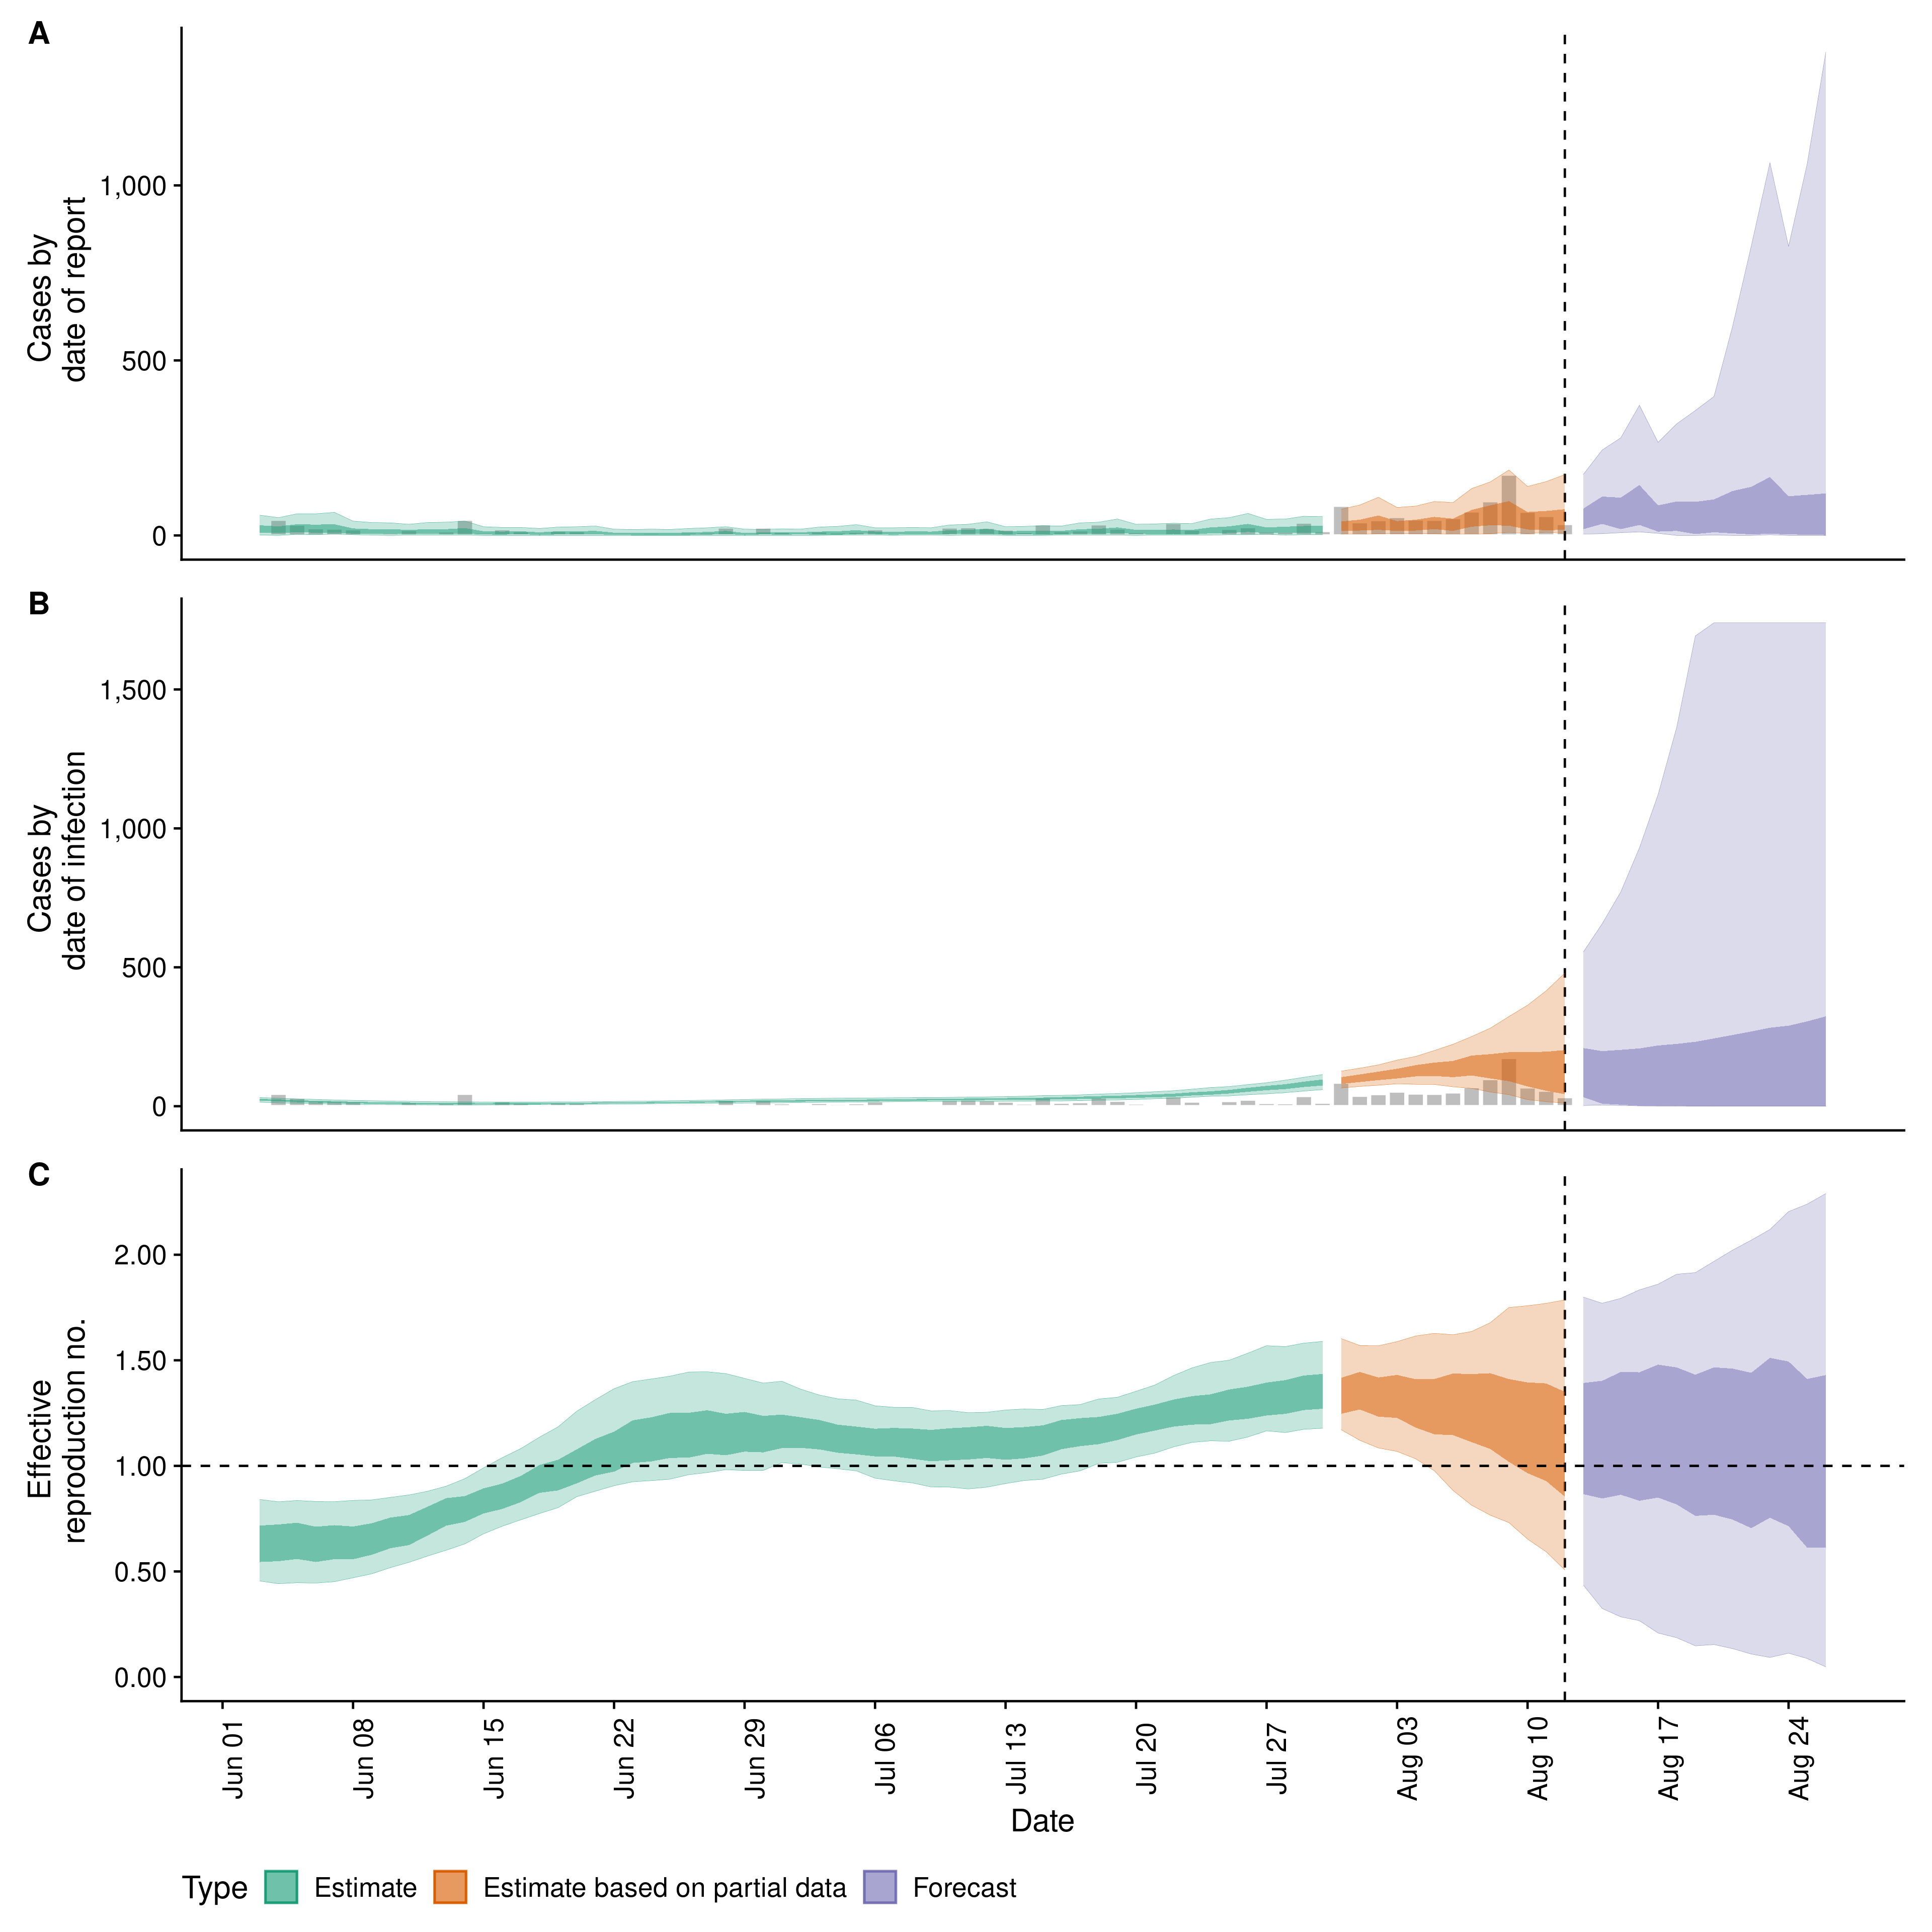 A
Cases by
date of report
1,000
500
0
B
Cases by
date of infection
1,500
1,000
500
0
C
Effective
reproduction no.
2.00
1.50
1.00
0.50
0.00
Jun 01
Jun 08
Jun 15
Jun 22
Jun 29
Jul 06
Jul 13
Jul 20
Jul 27
Aug 03
Aug 10
Aug 17
Aug 24
Date
Type Estimate Estimate based on partial data Forecast